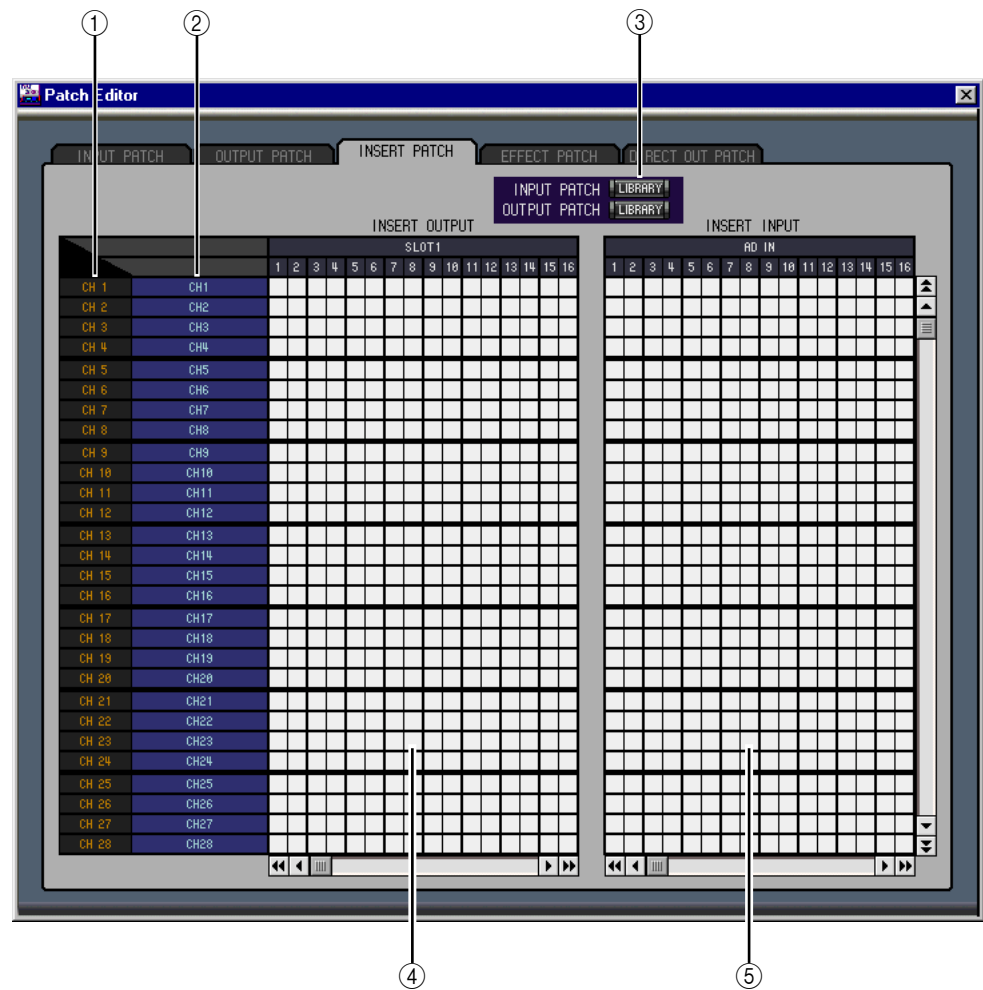 ① ② ③
Patch Editor
INPUT PATCH OUTPUT PATCH INSERT PATCH EFFECT PATCH DIRECT OUT PATCH
INPUT PATCH LIBRARY
OUTPUT PATCH LIBRARY
INSERT OUTPUT INSERT INPUT
SLOT1 AD IN
1 2 3 4 5 6 7 8 9 10 11 12 13 14 15 16 1 2 3 4 5 6 7 8 9 10 11 12 13 14 15 16
CH 1 CH1
CH 2 CH2
CH 3 CH3
CH 4 CH4
CH 5 CH5
CH 6 CH6
CH 7 CH7
CH 8 CH8
CH 9 CH9
CH 10 CH10
CH 11 CH11
CH 12 CH12
CH 13 CH13
CH 14 CH14
CH 15 CH15
CH 16 CH16
CH 17 CH17
CH 18 CH18
CH 19 CH19
CH 20 CH20
CH 21 CH21
CH 22 CH22
CH 23 CH23
CH 24 CH24
CH 25 CH25
CH 26 CH26
CH 27 CH27
CH 28 CH28
④ ⑤